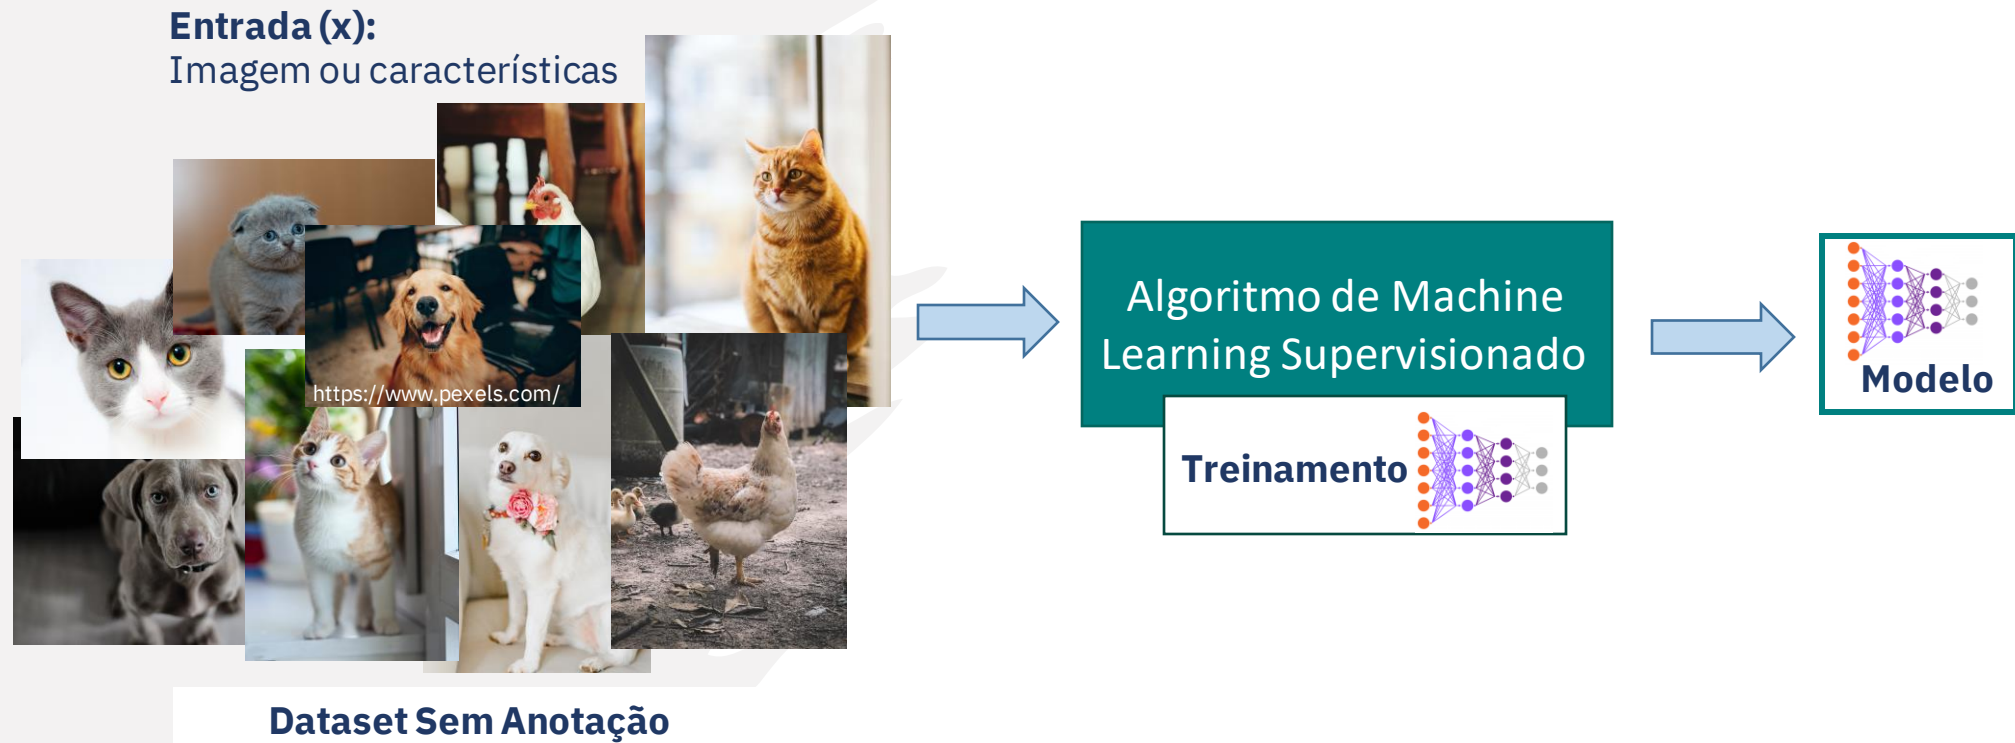 Entrada (x):
Imagem ou características
https://www.pexels.com/
Dataset Sem Anotação
Algoritmo de Machine
Learning Supervisionado
Treinamento
Modelo